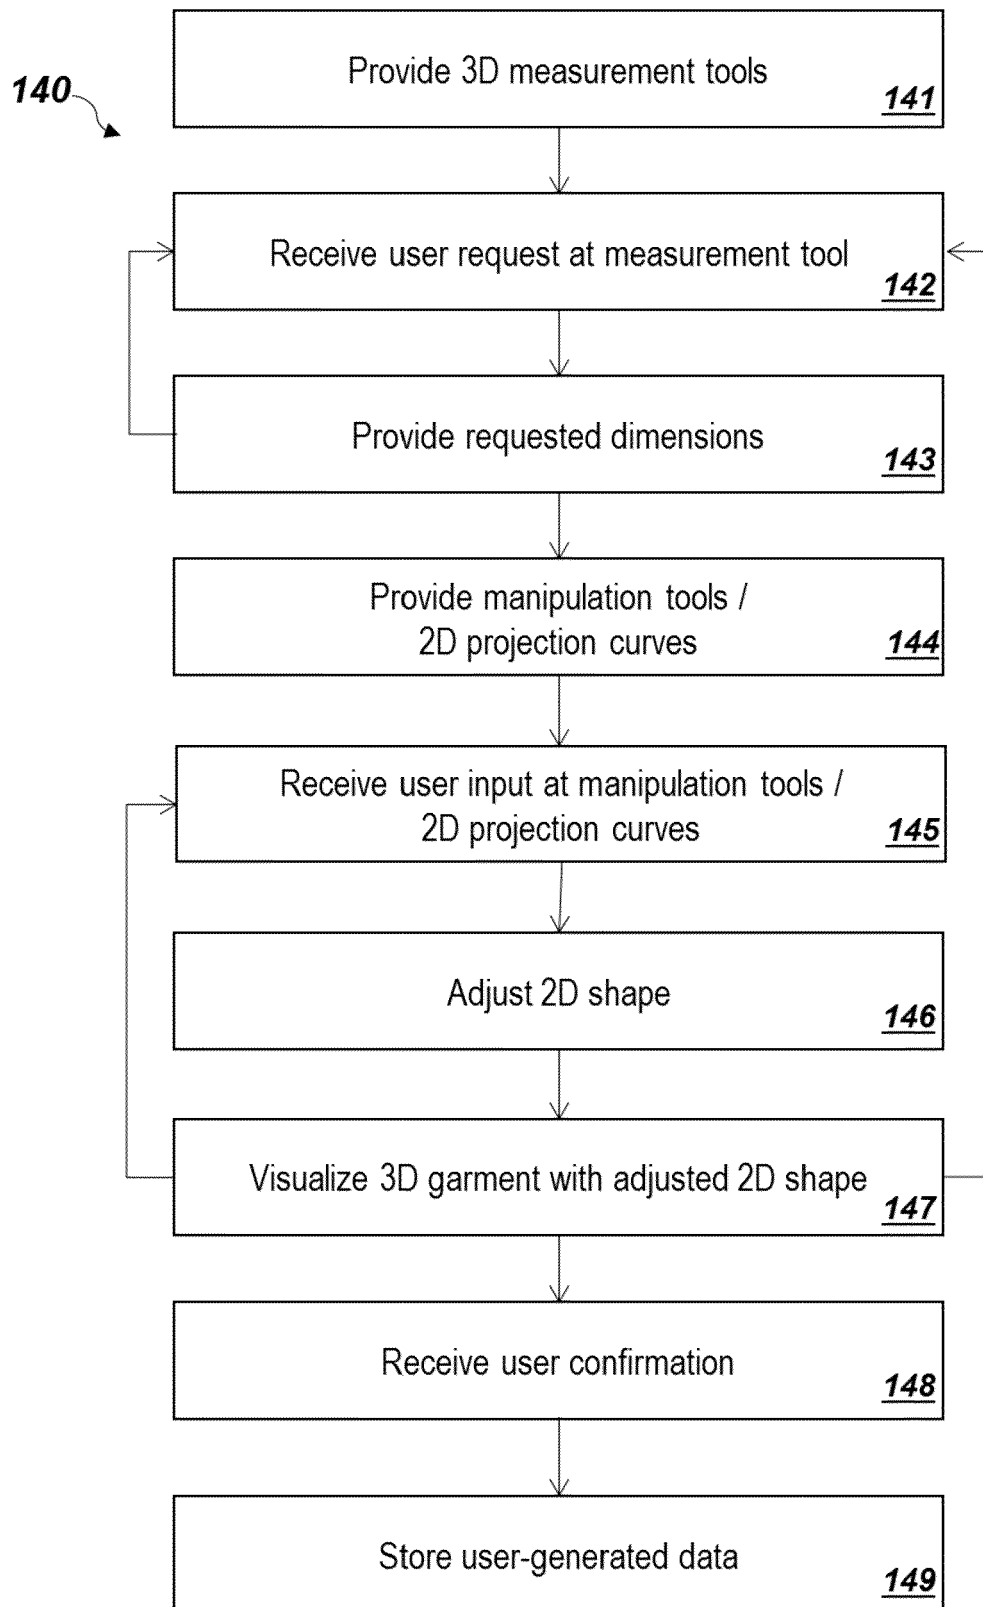 140
Provide 3D measurement tools
141
Receive user request at measurement tool
142
Provide requested dimensions
143
Provide manipulation tools /
2D projection curves
144
Receive user input at manipulation tools /
2D projection curves
145
Adjust 2D shape
146
Visualize 3D garment with adjusted 2D shape
147
Receive user confirmation
148
Store user-generated data
149